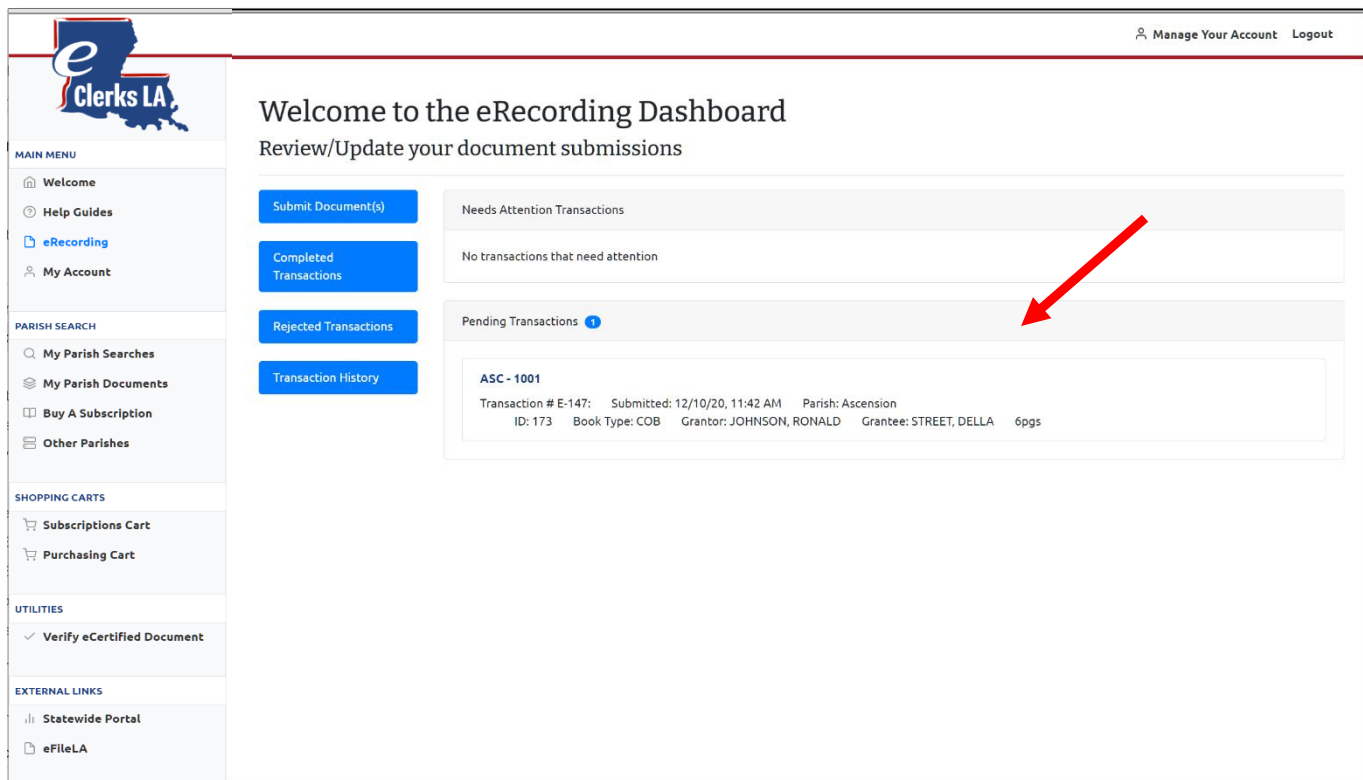 e
Clerks LA
Manage Your Account Logout
MAIN MENU
Welcome
Help Guides
eRecording
My Account
PARISH SEARCH
My Parish Searches
My Parish Documents
Buy A Subscription
Other Parishes
SHOPPING CARTS
Subscriptions Cart
Purchasing Cart
UTILITIES
Verify eCertified Document
EXTERNAL LINKS
Statewide Portal
eFileLA
Welcome to the eRecording Dashboard
Review/Update your document submissions
Submit Document(s)
Completed
Transactions
Rejected Transactions
Transaction History
Needs Attention Transactions
No transactions that need attention
Pending Transactions 1
ASC - 1001
Transaction # E-147: Submitted: 12/10/20, 11:42 AM Parish: Ascension
ID: 173 Book Type: COB Grantor: JOHNSON, RONALD Grantee: STREET, DELLA 6pgs